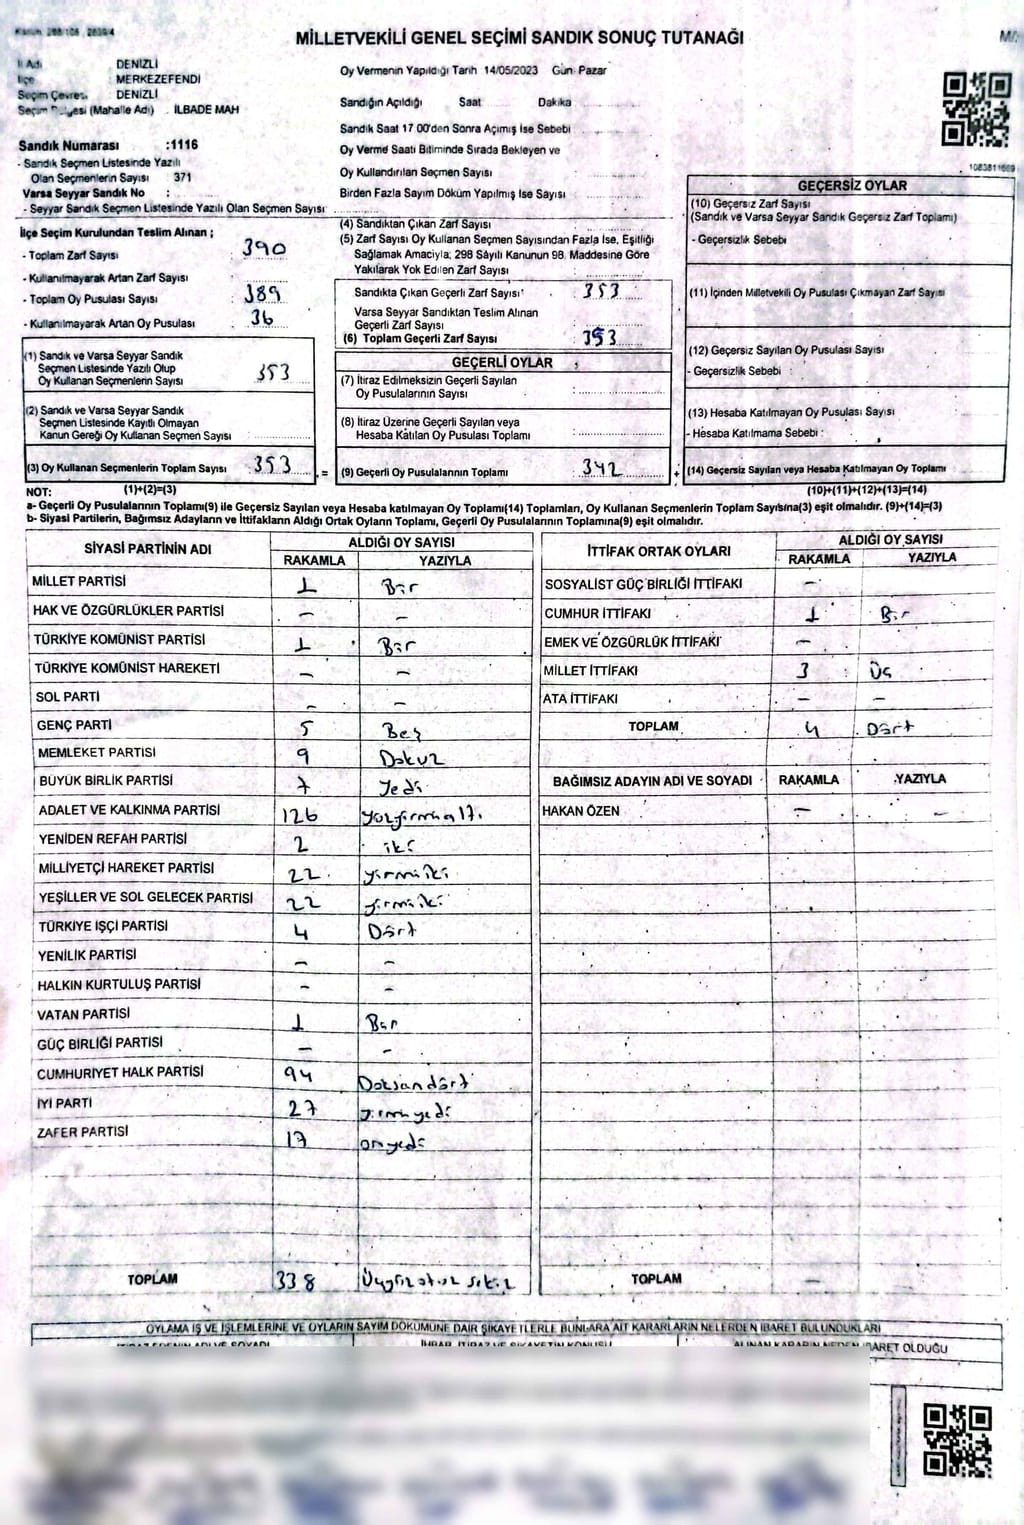 MİLLETVEKİLİ GENEL SEÇİMİ SANDIK SONUÇ TUTANAĞI
İl Adı DENİZLİ
İlçe MERKEZEFENDİ
Seçim Çevresi DENİZLİ
(Mahalle Adı) İLBADE MAH
Sandık Numarası :1116
- Sandık Seçmen Listesinde Yazılı
Olan Seçmenlerin Sayısı : 371
Varsa Seyyar Sandık No :
- Seyyar Sandık Seçmen Listesinde Yazılı Olan Seçmen Sayısı
İlçe Seçim Kurulundan Teslim Alınan ;
- Toplam Zarf Sayısı : 390
- Kullanılmayarak Artan Zarf Sayısı :
- Toplam Oy Pusulası Sayısı : 389
- Kullanılmayarak Artan Oy Pusulası : 36
(1) Sandık ve Varsa Seyyar Sandık
Seçmen Listesinde Yazılı Olup
Oy Kullanan Seçmenlerin Sayısı : 353
(2) Sandık ve Varsa Seyyar Sandık
Seçmen Listesinde Kayıtlı Olmayan
Kanun Gereği Oy Kullanan Seçmen Sayısı :
(3) Oy Kullanan Seçmenlerin Toplam Sayısı : 353
Oy Vermenin Yapıldığı Tarih 14/05/2023 Gün Pazar
Sandığın Açıldığı Saat Dakika
Sandık Saat 17 00'den Sonra Açımış İse Sebebi
Oy Verme Saati Bitiminde Sırada Bekleyen ve
Oy Kullandırılan Seçmen Sayısı :
Birden Fazla Sayım Döküm Yapılmış İse Sayısı
(4) Sandıktan Çıkan Zarf Sayısı :
(5) Zarf Sayısı Oy Kullanan Seçmen Sayısından Fazla İse, Eşitliği
Sağlamak Amacıyla; 298 Sayılı Kanunun 98. Maddesine Göre
Yakılarak Yok Edilen Zarf Sayısı :
Sandıkta Çıkan Geçerli Zarf Sayısı : 353
Varsa Seyyar Sandıktan Teslim Alınan
Geçerli Zarf Sayısı
(6) Toplam Geçerli Zarf Sayısı : 353
GEÇERLİ OYLAR
(7) İtiraz Edilmeksizin Geçerli Sayılan
Oy Pusulalarının Sayısı :
(8) İtiraz Üzerine Geçerli Sayılan veya
Hesaba Katılan Oy Pusulası Toplamı :
= (9) Geçerli Oy Pusulalarının Toplamı : 342
1083811689
GEÇERSİZ OYLAR
(10) Geçersiz Zarf Sayısı
(Sandık ve Varsa Seyyar Sandık Geçersiz Zarf Toplamı)
- Geçersizlik Sebebi
(11) İçinden Milletvekili Oy Pusulası Çıkmayan Zarf Sayısı
(12) Geçersiz Sayılan Oy Pusulası Sayısı
- Geçersizlik Sebebi :
(13) Hesaba Katılmayan Oy Pusulası Sayısı
- Hesaba Katılmama Sebebi :
+ (14) Geçersiz Sayılan veya Hesaba Katılmayan Oy Toplamı
NOT: (1)+(2)=(3) (10)+(11)+(12)+(13)=(14)
a- Geçerli Oy Pusulalarının Toplamı(9) ile Geçersiz Sayılan veya Hesaba katılmayan Oy Toplamı(14) Toplamları, Oy Kullanan Seçmenlerin Toplam Sayısına(3) eşit olmalıdır. (9)+(14)=(3)
b- Siyasi Partilerin, Bağımsız Adayların ve İttifakların Aldığı Ortak Oyların Toplamı, Geçerli Oy Pusulalarının Toplamına(9) eşit olmalıdır.
SİYASİ PARTİNİN ADI ALDIĞI OY SAYISI
RAKAMLA YAZIYLA
MİLLET PARTİSİ 1 Bir
HAK VE ÖZGÜRLÜKLER PARTİSİ - -
TÜRKİYE KOMÜNİST PARTİSİ 1 Bir
TÜRKİYE KOMÜNİST HAREKETİ - -
SOL PARTİ - -
GENÇ PARTİ 5 Beş
MEMLEKET PARTİSİ 9 Dokuz
BÜYÜK BİRLİK PARTİSİ 7 Yedi
ADALET VE KALKINMA PARTİSİ 126 yüzyirmialtı
YENİDEN REFAH PARTİSİ 2 iki
MİLLİYETÇİ HAREKET PARTİSİ 22 yirmiiki
YEŞİLLER VE SOL GELECEK PARTİSİ 22 yirmiiki
TÜRKİYE İŞÇİ PARTİSİ 4 Dört
YENİLİK PARTİSİ - -
HALKIN KURTULUŞ PARTİSİ - -
VATAN PARTİSİ 1 Bir
GÜÇ BİRLİĞİ PARTİSİ - -
CUMHURİYET HALK PARTİSİ 94 Doksandört
İYİ PARTİ 27 yirmiyedi
ZAFER PARTİSİ 17 onyedi
TOPLAM 338 Üçyüzotuzsekiz
İTTİFAK ORTAK OYLARI ALDIĞI OY SAYISI
RAKAMLA YAZIYLA
SOSYALİST GÜÇ BİRLİĞİ İTTİFAKI -
CUMHUR İTTİFAKI 1 Bir
EMEK VE ÖZGÜRLÜK İTTİFAKI -
MİLLET İTTİFAKI 3 Üç
ATA İTTİFAKI - -
TOPLAM 4 Dört
BAĞIMSIZ ADAYIN ADI VE SOYADI RAKAMLA YAZIYLA
HAKAN ÖZEN - -
TOPLAM -
OYLAMA İŞ VE İŞLEMLERİNE VE OYLARIN SAYIM DÖKÜMÜNE DAİR ŞİKAYETLERLE BUNLARA AİT KARARLARIN NELERDEN İBARET BULUNDUKLARI